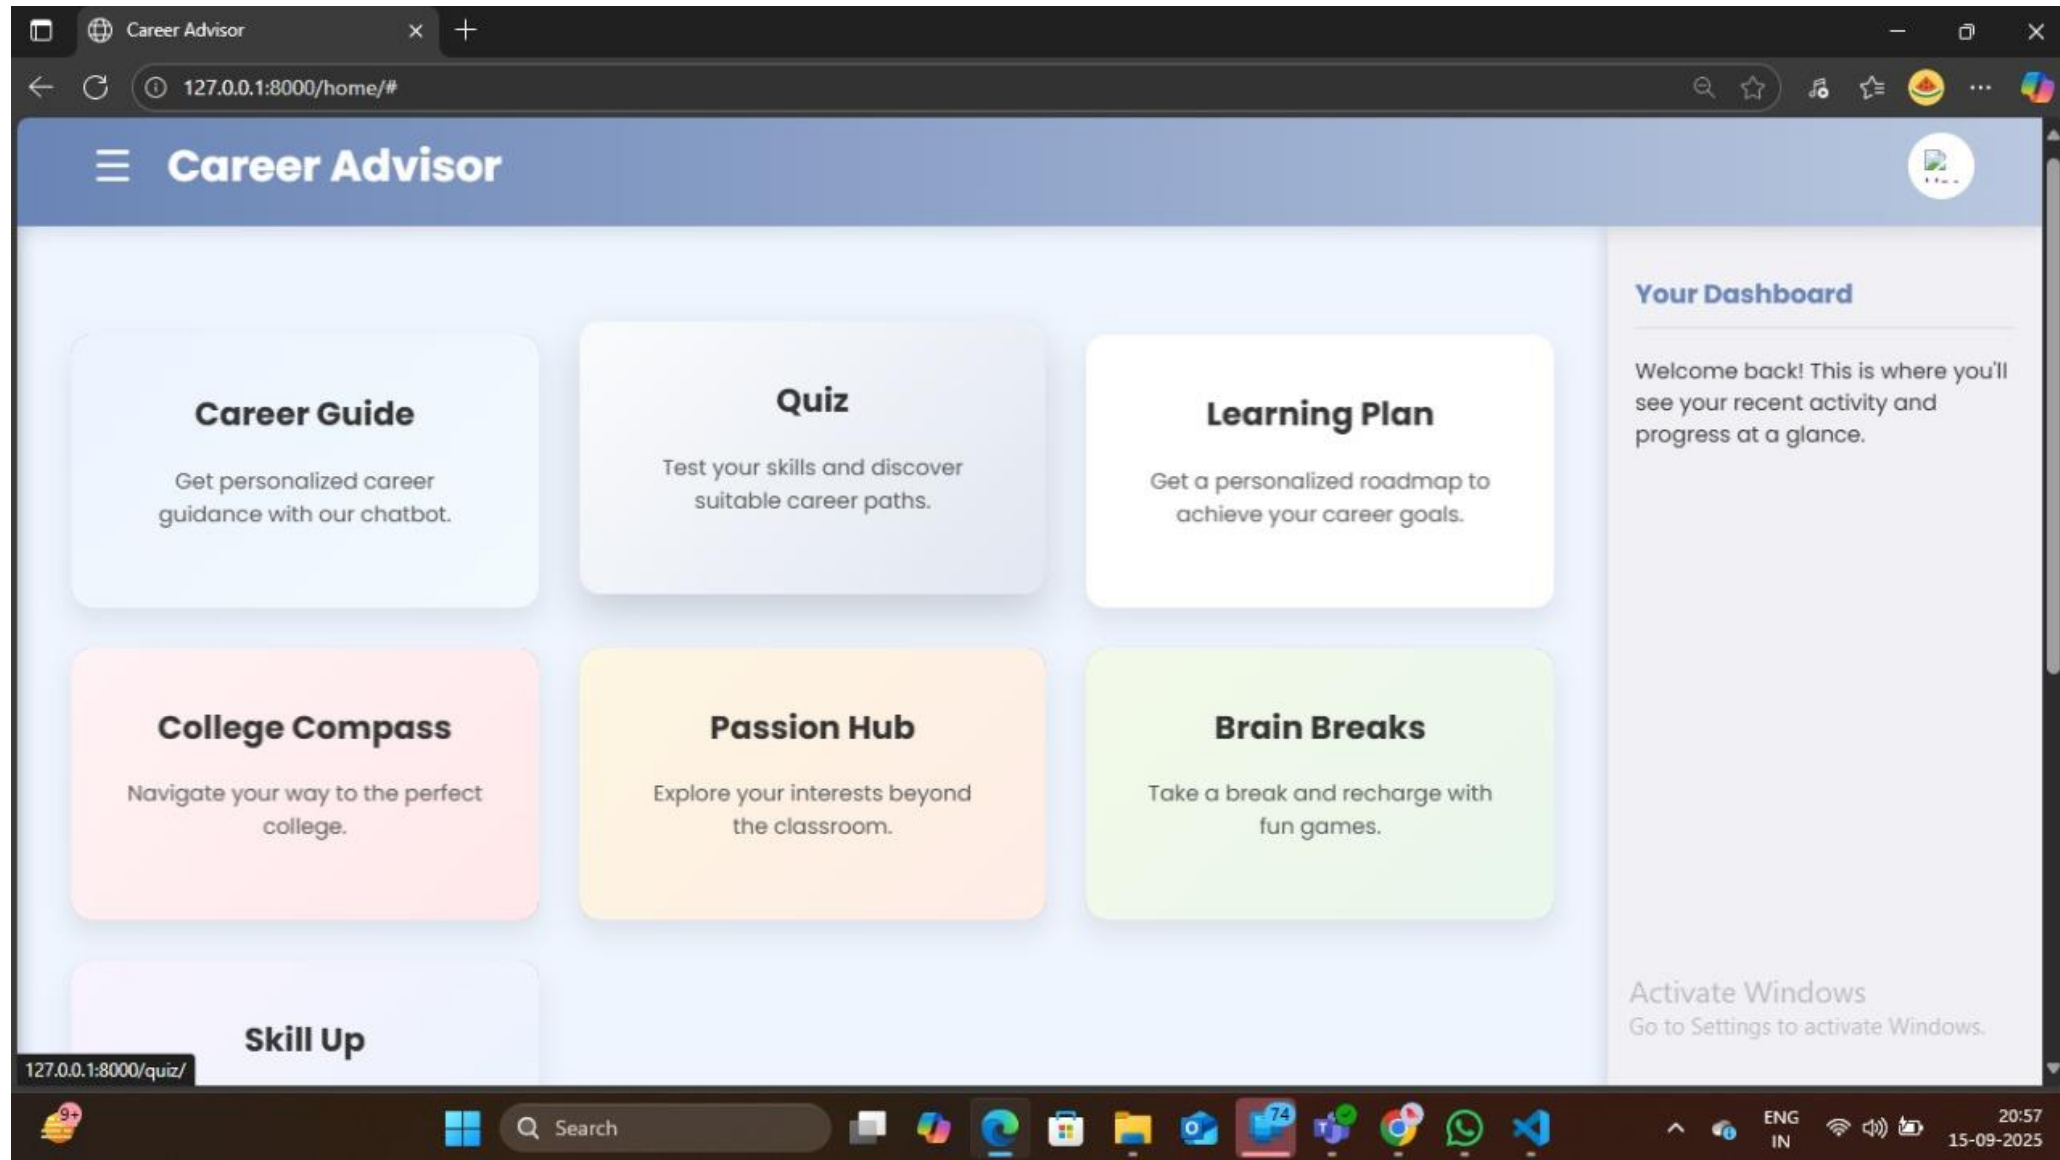 Career Advisor
127.0.0.1:8000/home/#
Career Advisor
Career Guide
Get personalized career
guidance with our chatbot.
Quiz
Test your skills and discover
suitable career paths.
Learning Plan
Get a personalized roadmap to
achieve your career goals.
College Compass
Navigate your way to the perfect
college.
Passion Hub
Explore your interests beyond
the classroom.
Brain Breaks
Take a break and recharge with
fun games.
Skill Up
Your Dashboard
Welcome back! This is where you'll
see your recent activity and
progress at a glance.
Activate Windows
Go to Settings to activate Windows.
127.0.0.1:8000/quiz/
9+
Search
74
ENG
IN
20:57
15-09-2025